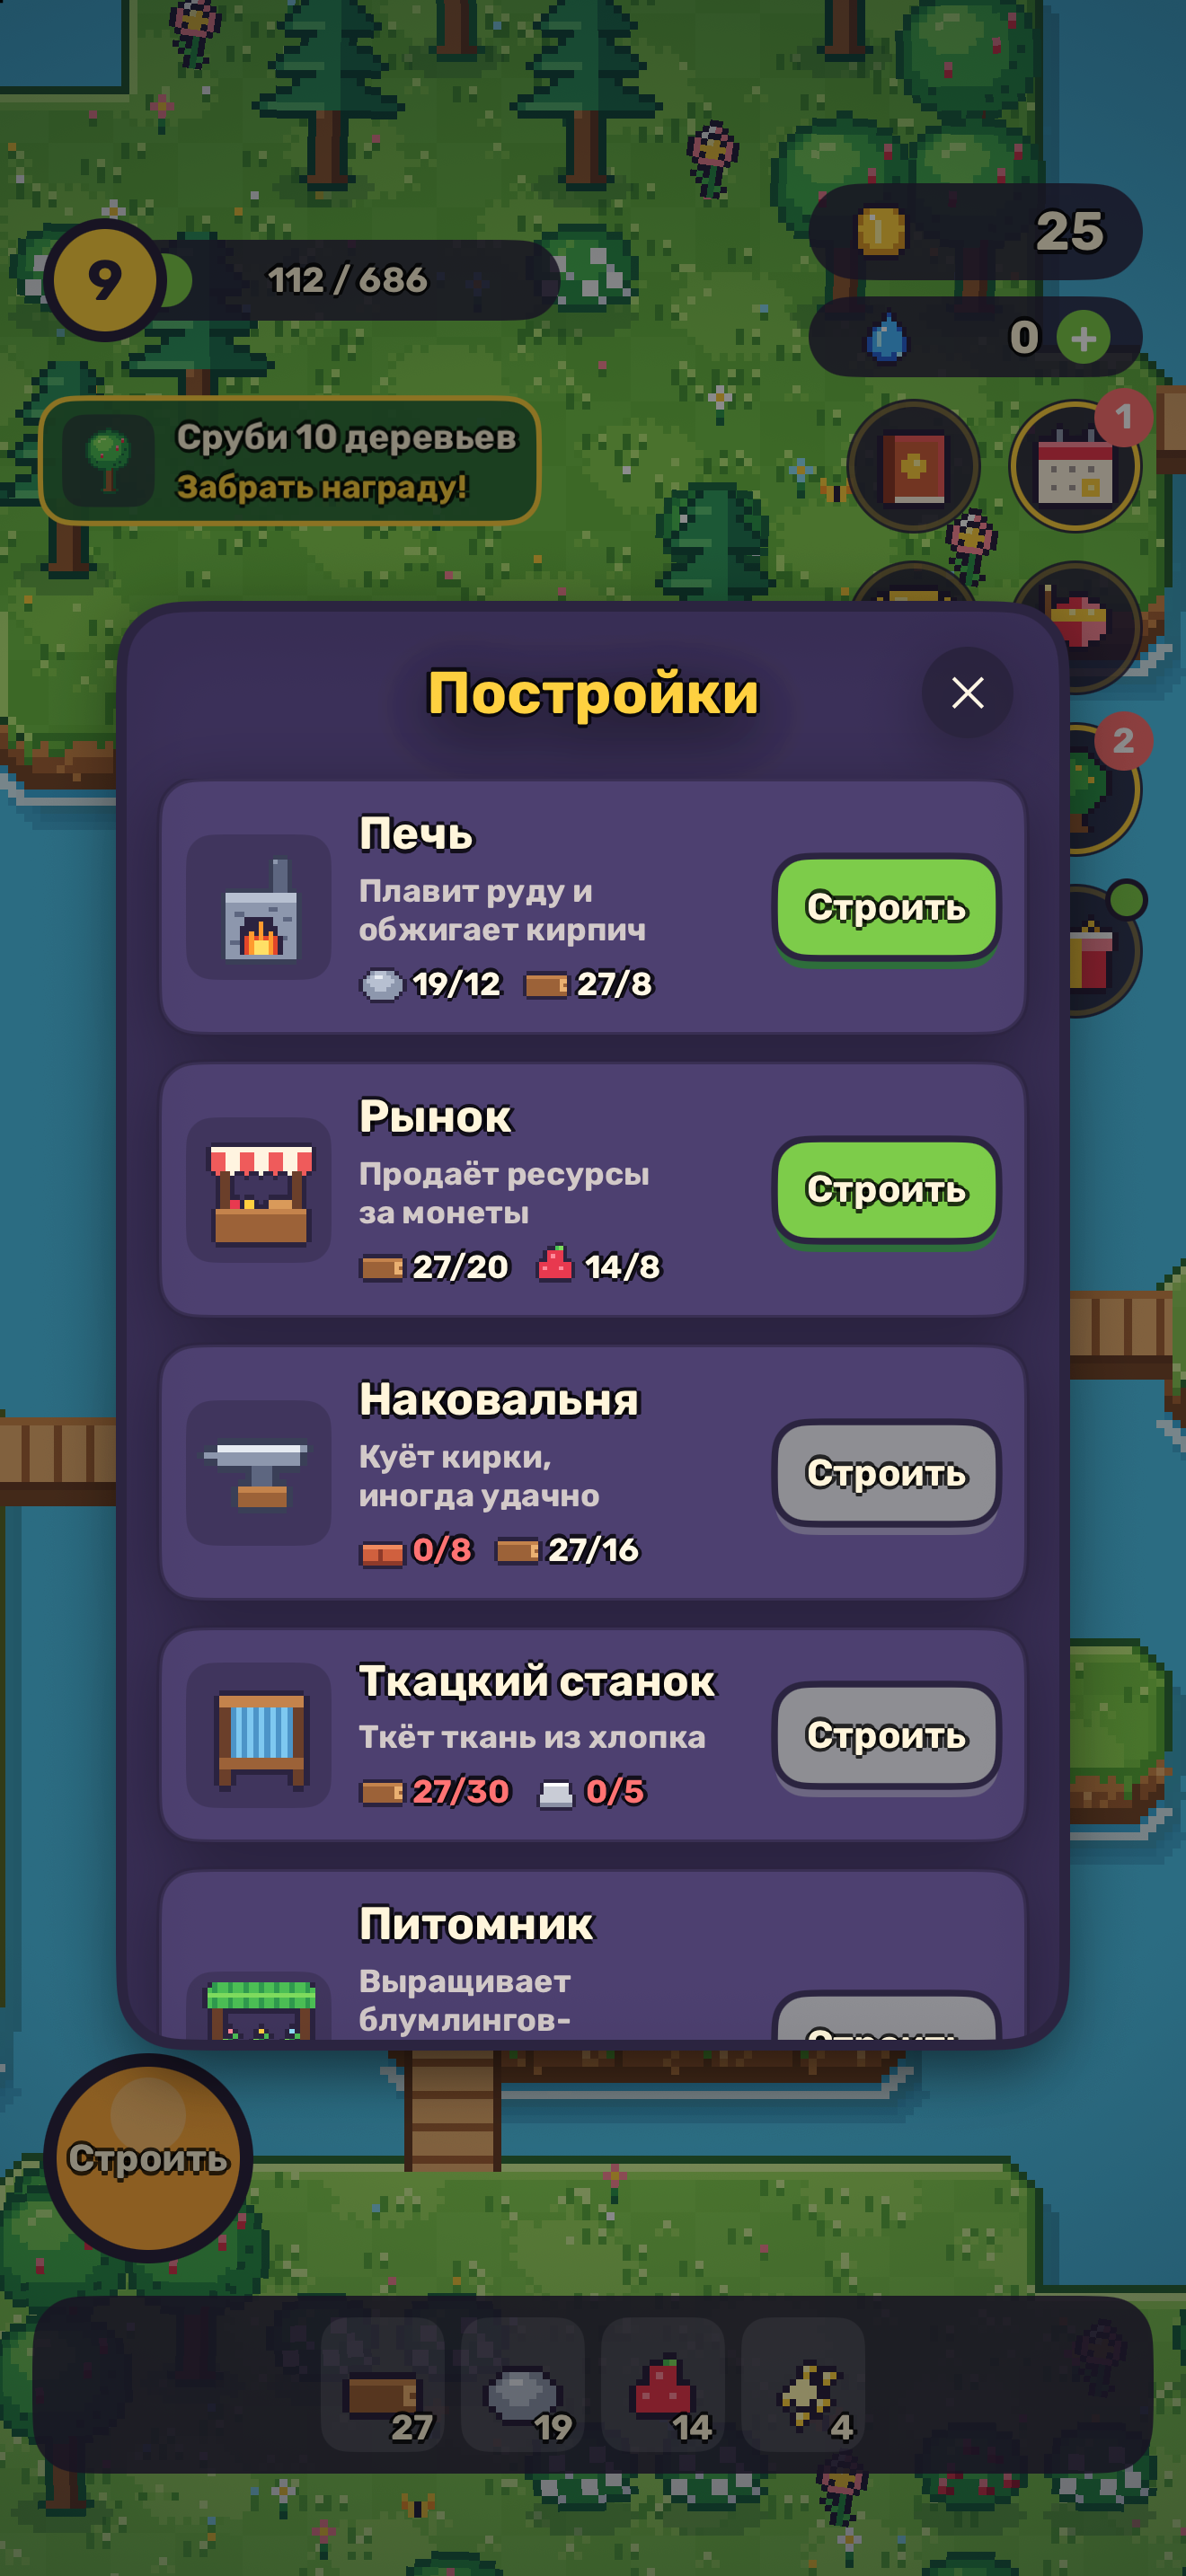 25
9
112 / 686
0 +
1
Сруби 10 деревьев
Забрать награду!
Постройки
2
Печь
Плавит руду и
обжигает кирпич
19/12 27/8
Строить
Рынок
Продаёт ресурсы
за монеты
27/20 14/8
Строить
Наковальня
Куёт кирки,
иногда удачно
0/8 27/16
Строить
Ткацкий станок
Ткёт ткань из хлопка
27/30 0/5
Строить
Питомник
Выращивает
блумлингов-
Строить
Строить
27 19 14 4